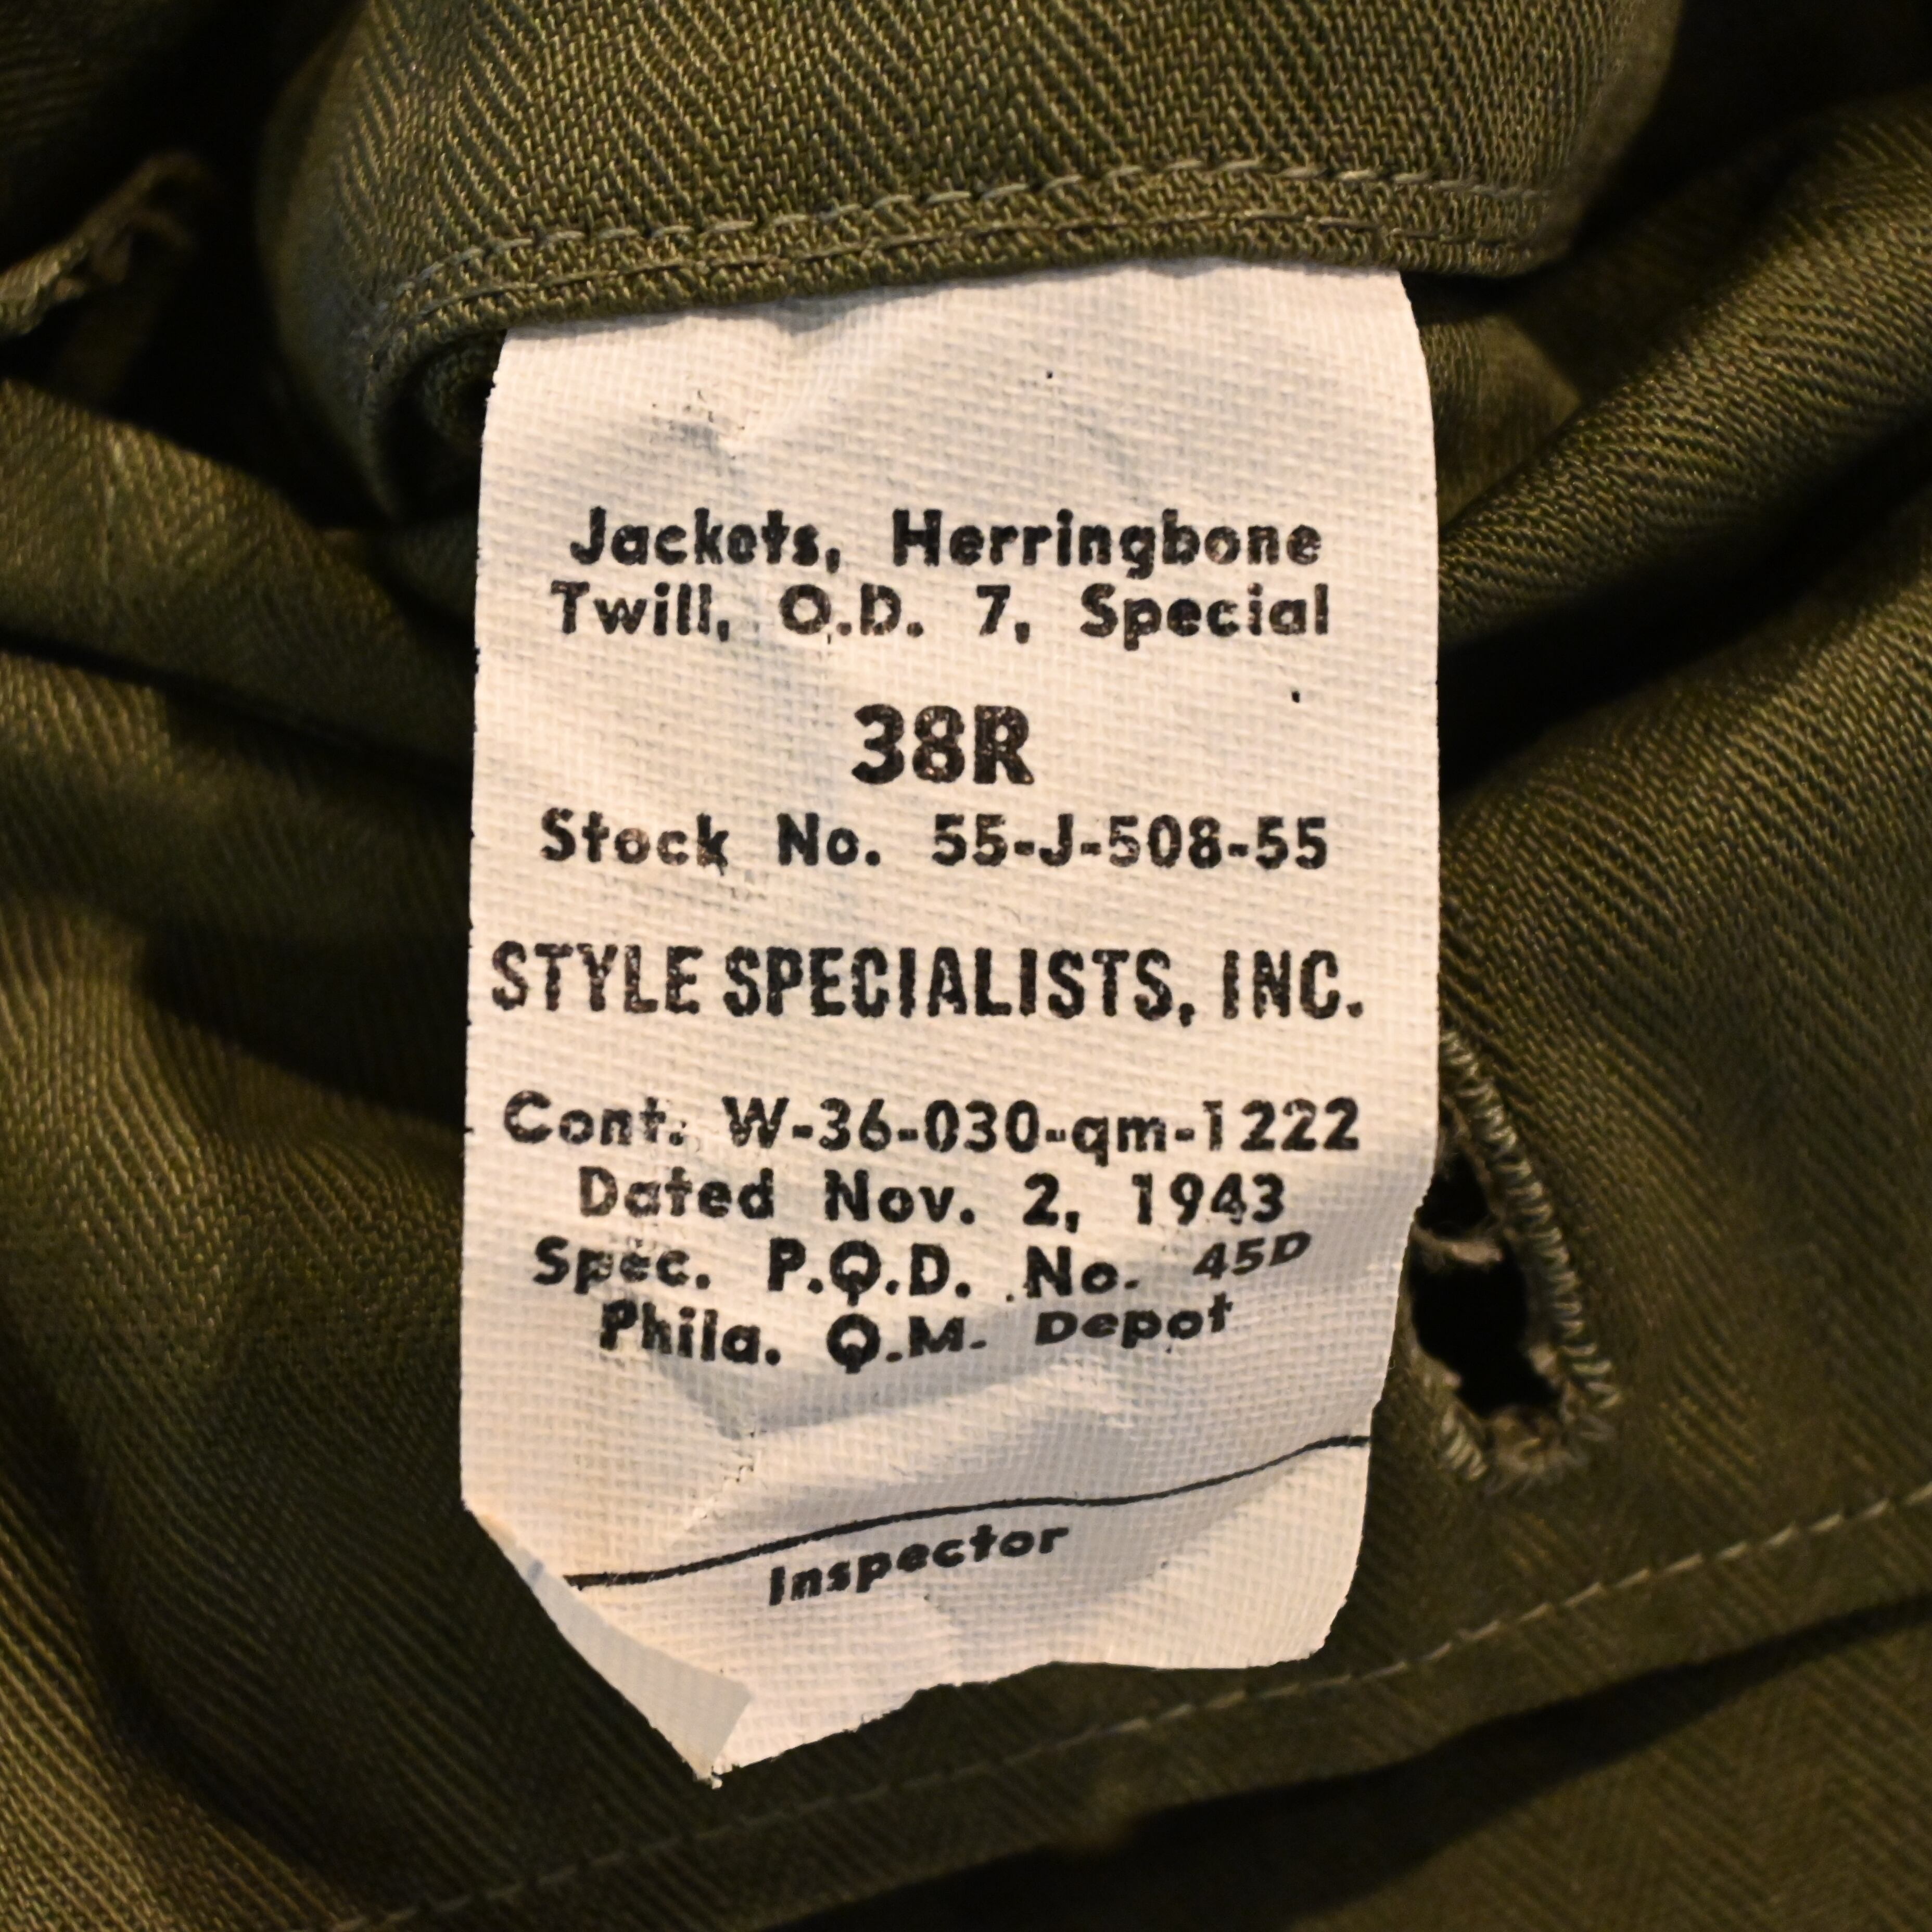 Jackets, Herringbone
Twill, O.D. 7, Special
38R
Stock No. 55-J-508-55
STYLE SPECIALISTS, INC.
Cont. W-36-030-qm-1222
Dated Nov. 2, 1943
Spec. P.Q.D. No. 45D
Phila. Q.M. Depot
Inspector